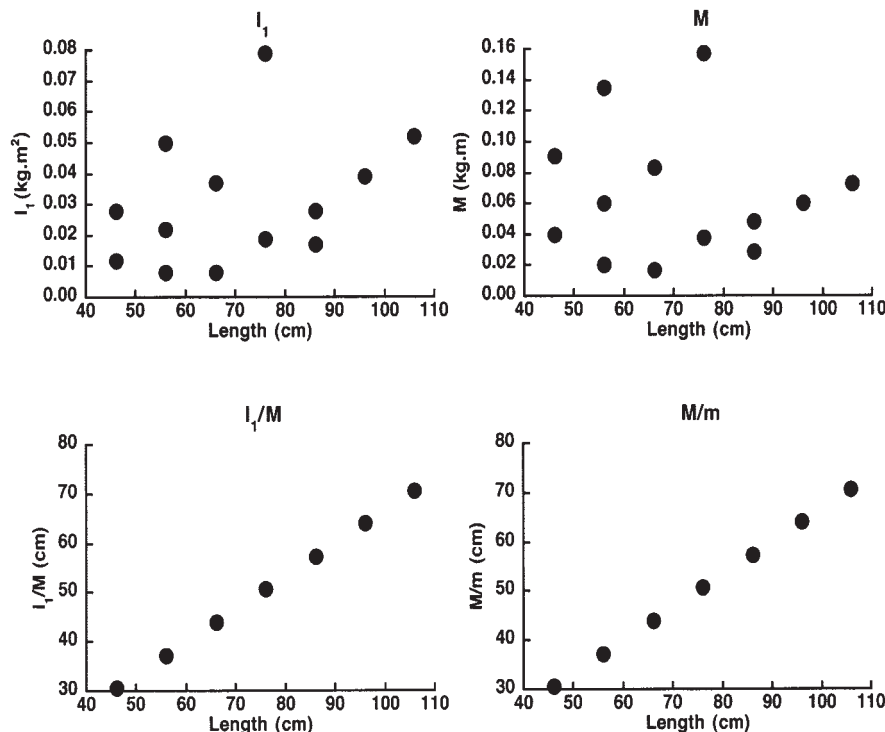 I₁
0.08
0.07
0.06
0.05
0.04
0.03
0.02
0.01
0.00
I₁ (kg.m²)
40 50 60 70 80 90 100 110
Length (cm)
M
0.16
0.14
0.12
0.10
0.08
0.06
0.04
0.02
0.00
M (kg.m)
40 50 60 70 80 90 100 110
Length (cm)
I₁/M
80
70
60
50
40
30
I₁/M (cm)
40 50 60 70 80 90 100 110
Length (cm)
M/m
80
70
60
50
40
30
M/m (cm)
40 50 60 70 80 90 100 110
Length (cm)